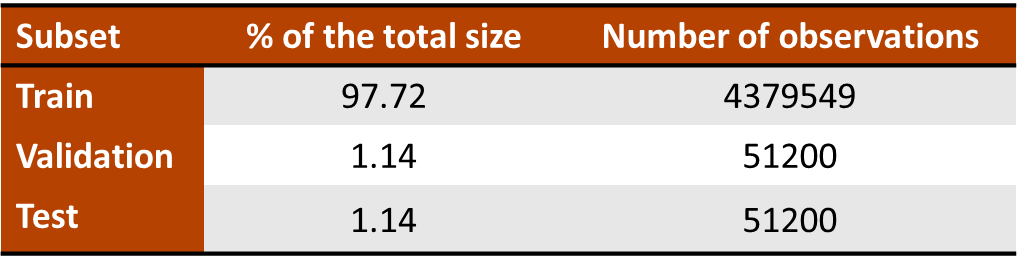 Subset % of the total size Number of observations
Train 97.72 4379549
Validation 1.14 51200
Test 1.14 51200